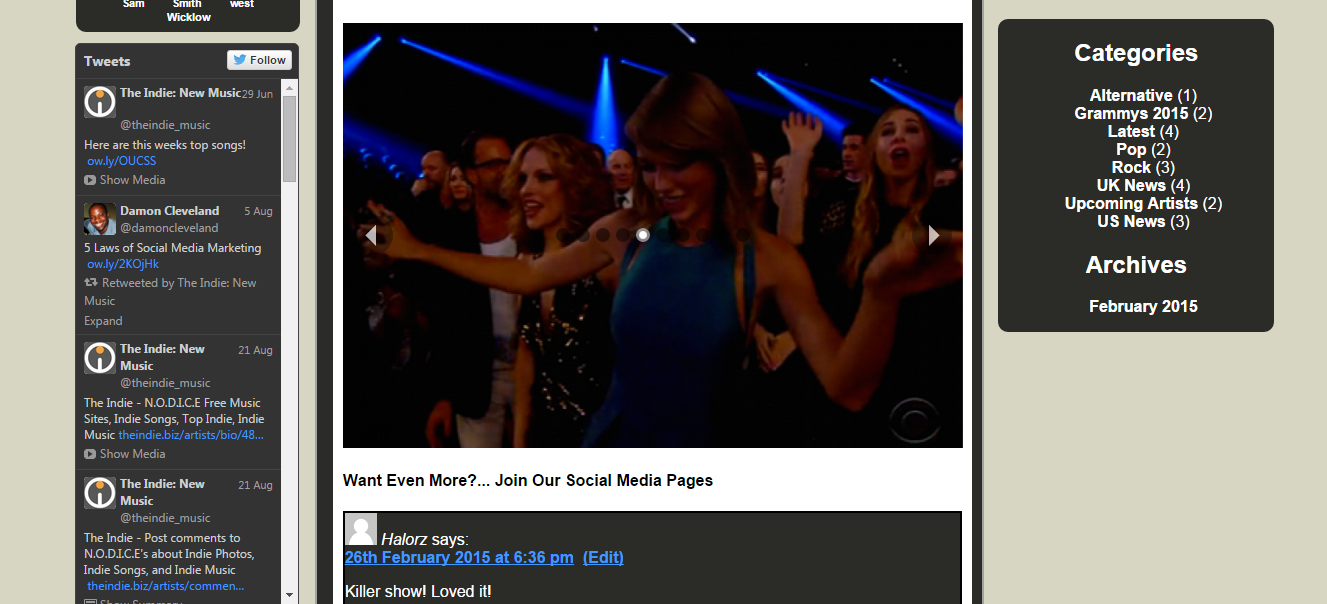 Sam
Smith
west
Wicklow
Tweets
Follow
The Indie: New Music
29 Jun
@theindie_music
Here are this weeks top songs!
ow.ly/OUCSS
Show Media
Damon Cleveland
5 Aug
@damoncleveland
5 Laws of Social Media Marketing
ow.ly/2KOjHk
Retweeted by The Indie: New
Music
Expand
The Indie: New
21 Aug
Music
@theindie_music
The Indie - N.O.D.I.C.E Free Music
Sites, Indie Songs, Top Indie, Indie
Music theindie.biz/artists/bio/48...
Show Media
The Indie: New
21 Aug
Music
@theindie_music
The Indie - Post comments to
N.O.D.I.C.E's about Indie Photos,
Indie Songs, and Indie Music
theindie.biz/artists/commen...
Show Summary
Want Even More?... Join Our Social Media Pages
Halorz says:
26th February 2015 at 6:36 pm (Edit)
Killer show! Loved it!
Categories
Alternative (1)
Grammys 2015 (2)
Latest (4)
Pop (2)
Rock (3)
UK News (4)
Upcoming Artists (2)
US News (3)
Archives
February 2015